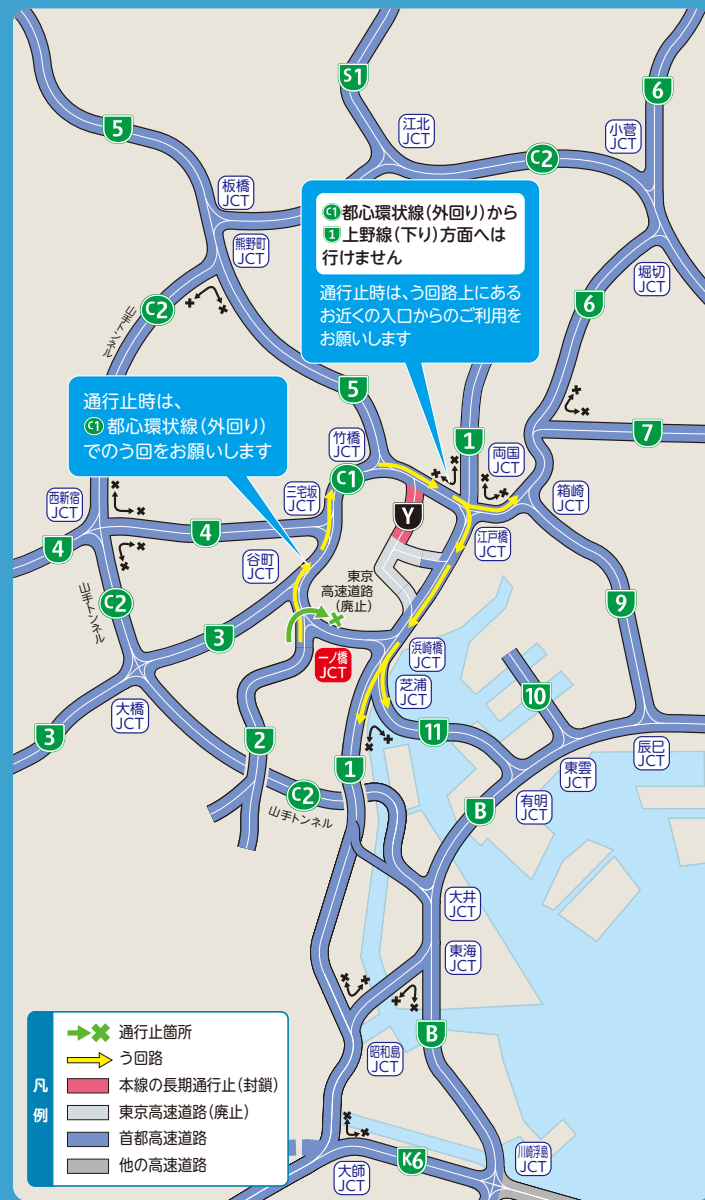 S1
6
5
江北
JCT
小菅
JCT
C2
板橋
JCT
C1都心環状線(外回り)から
1上野線(下り)方面へは
行けません
通行止時は、う回路上にある
お近くの入口からのご利用を
お願いします
熊野町
JCT
堀切
JCT
C2
山手トンネル
6
5
通行止時は、
C1都心環状線(外回り)
でのう回をお願いします
竹橋
JCT
1
両国
JCT
7
西新宿
JCT
三宅坂
JCT
C1
箱崎
JCT
Y
4
4
江戸橋
JCT
谷町
JCT
東京
高速道路
(廃止)
C2
山手トンネル
9
3
一ノ橋
JCT
浜崎橋
JCT
芝浦
JCT
10
大橋
JCT
3
2
11
辰巳
JCT
東雲
JCT
1
C2
山手トンネル
有明
JCT
B
大井
JCT
東海
JCT
B
昭和島
JCT
大師
JCT
K6
川崎浮島
JCT
凡例
通行止箇所
う回路
本線の長期通行止(封鎖)
東京高速道路(廃止)
首都高速道路
他の高速道路